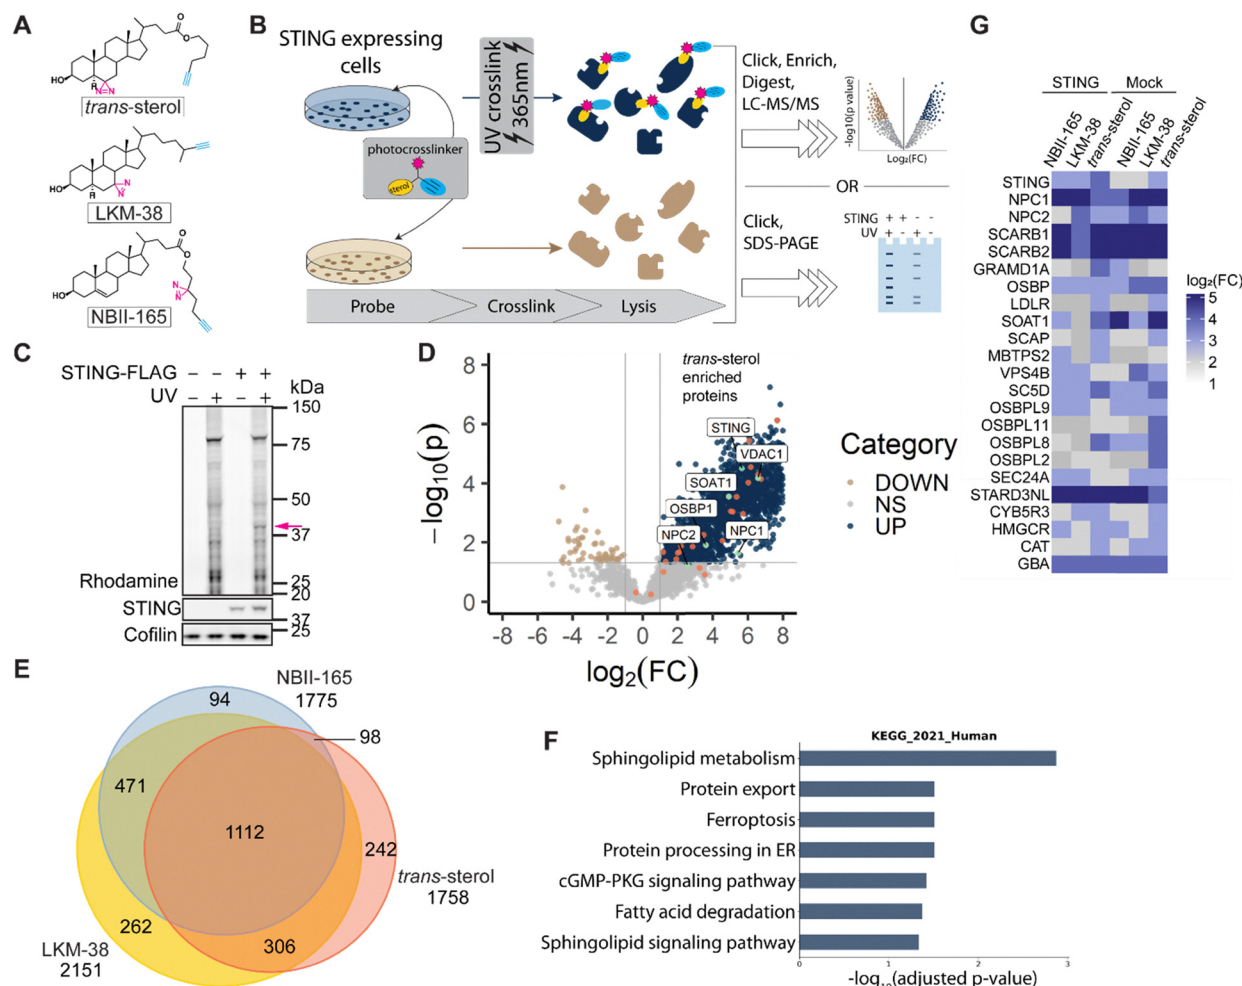 A
O
O
HO
H
N=N
trans-sterol
HO
H
N
N
LKM-38
O
O
HO
N
N
NBII-165
B
STING expressing
cells
UV crosslink
365nm
photocrosslinker
sterol
Probe
Crosslink
Lysis
Click, Enrich,
Digest,
LC-MS/MS
-log10(p value)
Log₂(FC)
OR
Click,
SDS-PAGE
STING + + - -
UV + - + -
C
STING-FLAG – – + +
UV – + – +
kDa
150
75
50
37
25
20
Rhodamine
STING
37
Cofilin
25
D
trans-sterol
enriched
proteins
STING
VDAC1
SOAT1
OSBP1
NPC2
NPC1
−log₁₀(p)
8
6
4
2
0
-8 -6 -4 -2 0 2 4 6 8
log₂(FC)
Category
DOWN
NS
UP
E
NBII-165
1775
94
98
471
1112
242
trans-sterol
1758
262
306
LKM-38
2151
F
KEGG_2021_Human
Sphingolipid metabolism
Protein export
Ferroptosis
Protein processing in ER
cGMP-PKG signaling pathway
Fatty acid degradation
Sphingolipid signaling pathway
0 1 2 3
-log₁₀(adjusted p-value)
G
STING Mock
NBII-165
LKM-38
trans-sterol
NBII-165
LKM-38
trans-sterol
STING
NPC1
NPC2
SCARB1
SCARB2
GRAMD1A
OSBP
LDLR
SOAT1
SCAP
MBTPS2
VPS4B
SC5D
OSBPL9
OSBPL11
OSBPL8
OSBPL2
SEC24A
STARD3NL
CYB5R3
HMGCR
CAT
GBA
log₂(FC)
5
4
3
2
1